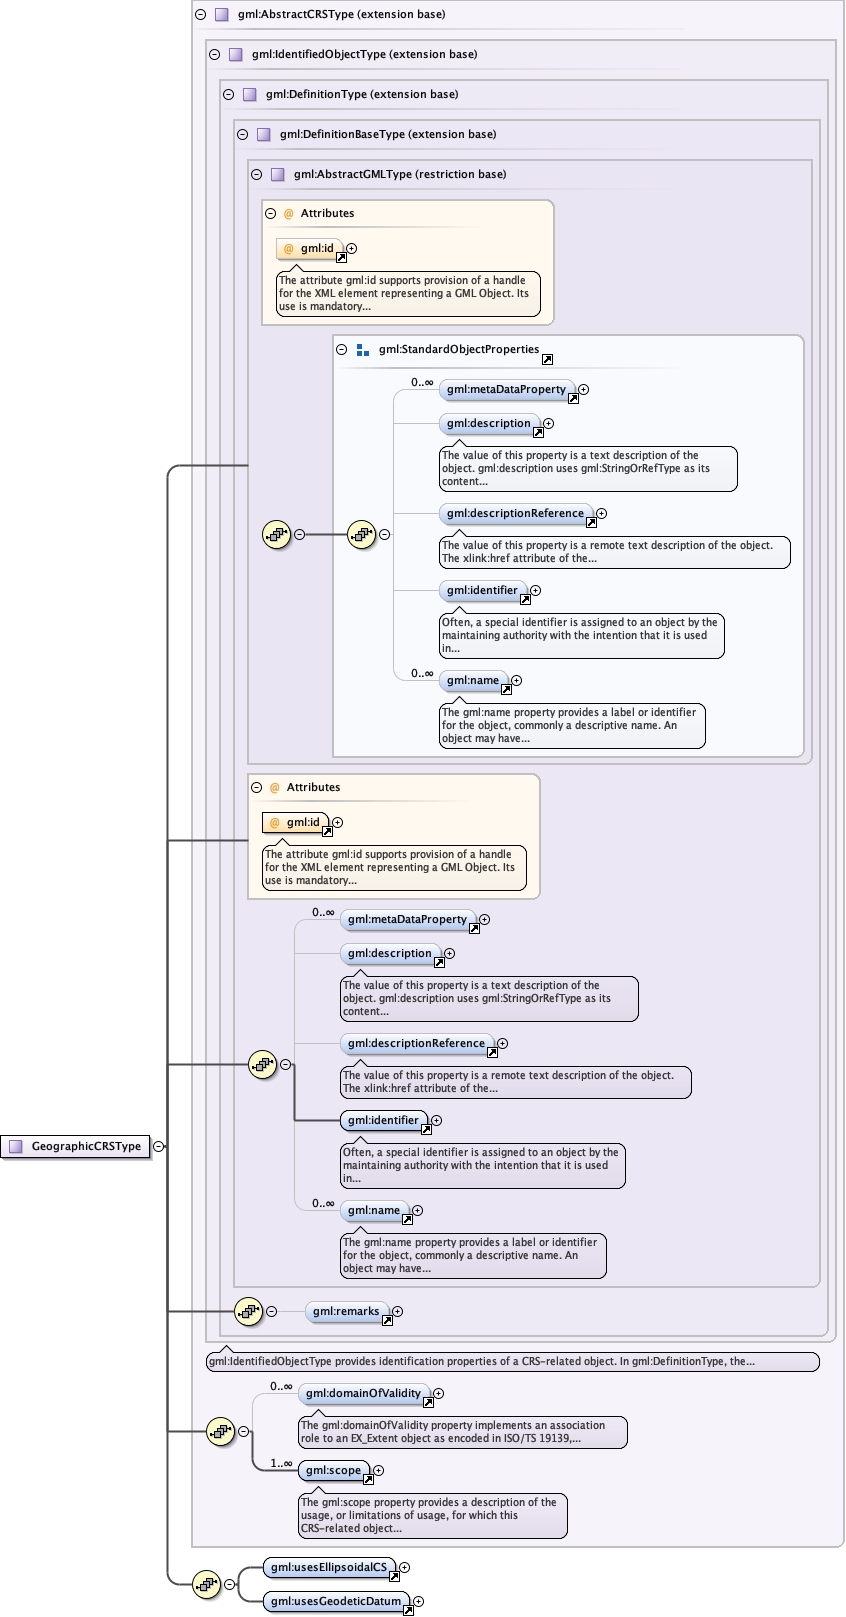 gml:AbstractCRSType (extension base)
gml:IdentifiedObjectType (extension base)
gml:DefinitionType (extension base)
gml:DefinitionBaseType (extension base)
gml:AbstractGMLType (restriction base)
@ Attributes
@ gml:id
The attribute gml:id supports provision of a handle
for the XML element representing a GML Object. Its
use is mandatory...
gml:StandardObjectProperties
0..∞
gml:metaDataProperty
gml:description
The value of this property is a text description of the
object. gml:description uses gml:StringOrRefType as its
content...
gml:descriptionReference
The value of this property is a remote text description of the object.
The xlink:href attribute of the...
gml:identifier
Often, a special identifier is assigned to an object by the
maintaining authority with the intention that it is used
in...
0..∞
gml:name
The gml:name property provides a label or identifier
for the object, commonly a descriptive name. An
object may have...
@ Attributes
@ gml:id
The attribute gml:id supports provision of a handle
for the XML element representing a GML Object. Its
use is mandatory...
0..∞
gml:metaDataProperty
gml:description
The value of this property is a text description of the
object. gml:description uses gml:StringOrRefType as its
content...
gml:descriptionReference
The value of this property is a remote text description of the object.
The xlink:href attribute of the...
gml:identifier
Often, a special identifier is assigned to an object by the
maintaining authority with the intention that it is used
in...
GeographicCRSType
0..∞
gml:name
The gml:name property provides a label or identifier
for the object, commonly a descriptive name. An
object may have...
gml:remarks
gml:IdentifiedObjectType provides identification properties of a CRS-related object. In gml:DefinitionType, the...
0..∞
gml:domainOfValidity
The gml:domainOfValidity property implements an association
role to an EX_Extent object as encoded in ISO/TS 19139,...
1..∞
gml:scope
The gml:scope property provides a description of the
usage, or limitations of usage, for which this
CRS-related object...
gml:usesEllipsoidalCS
gml:usesGeodeticDatum